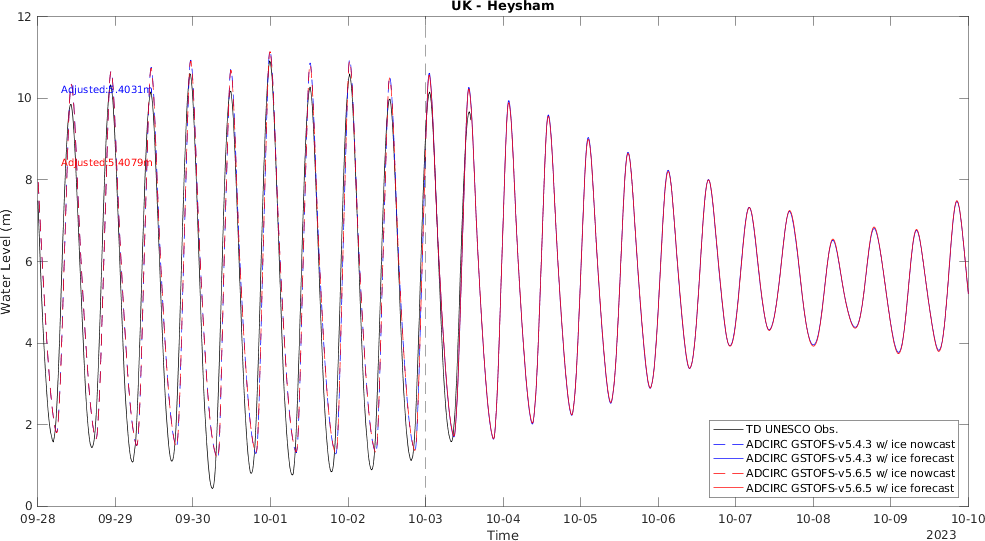 UK - Heysham
12
10
8
6
4
2
0
Water Level (m)
Adjusted:5.4031m
Adjusted:5.4079m
TD UNESCO Obs.
ADCIRC GSTOFS-v5.4.3 w/ ice nowcast
ADCIRC GSTOFS-v5.4.3 w/ ice forecast
ADCIRC GSTOFS-v5.6.5 w/ ice nowcast
ADCIRC GSTOFS-v5.6.5 w/ ice forecast
09-28 09-29 09-30 10-01 10-02 10-03 10-04 10-05 10-06 10-07 10-08 10-09 10-10
Time
2023